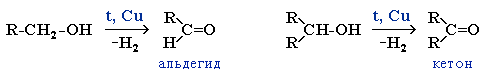 R-CH₂-OH t, Cu -H₂ R C=O H
альдегид
R CH-OH R t, Cu -H₂ R C=O R
кетон